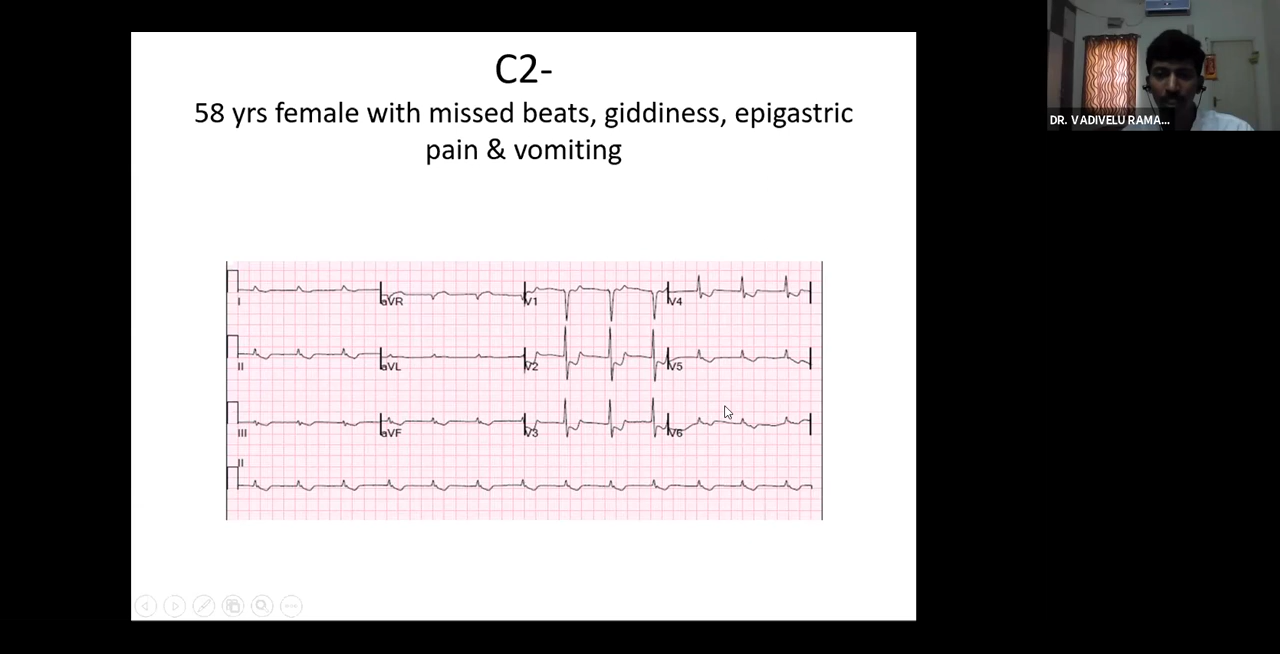 C2-
58 yrs female with missed beats, giddiness, epigastric
pain & vomiting
DR. VADIVELU RAMA...
I
aVR
V1
V4
II
aVL
V2
V5
III
aVF
V3
V6
II